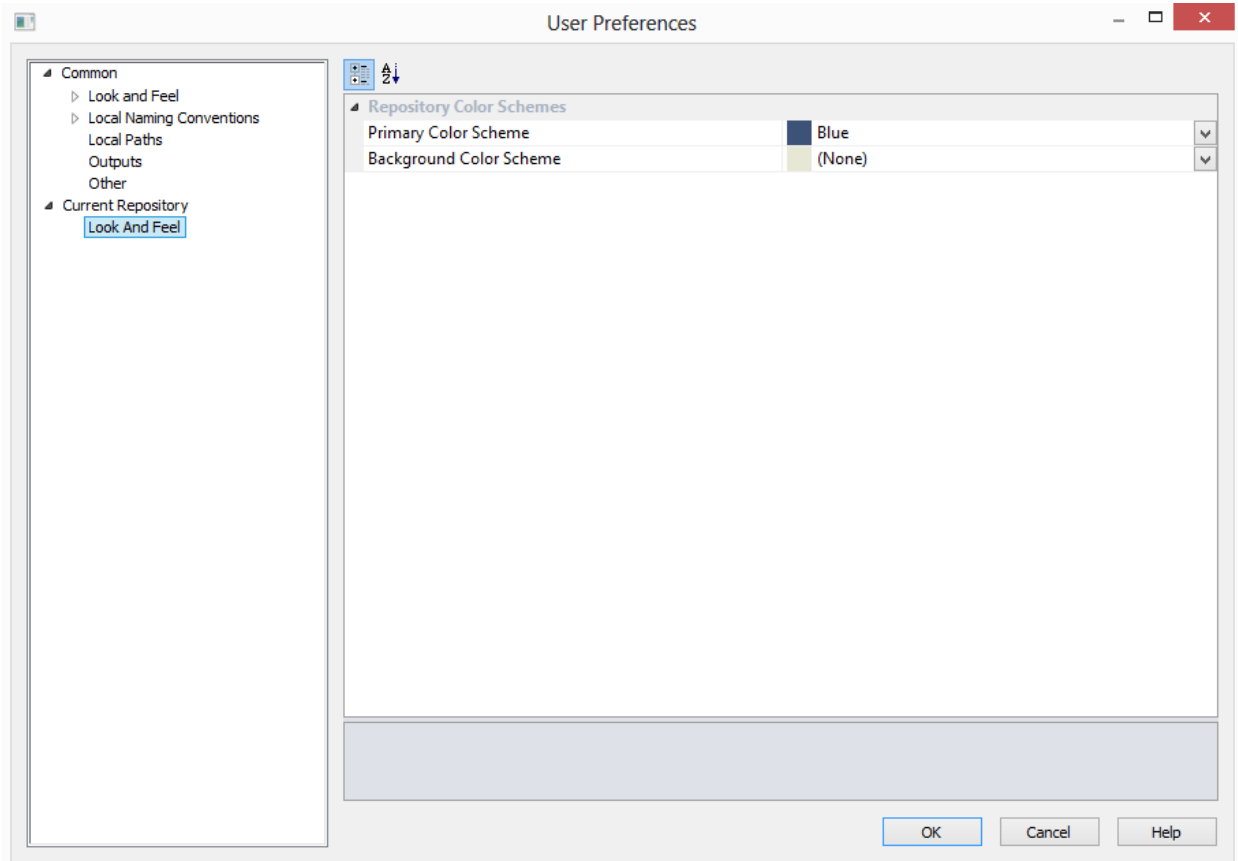 User Preferences
Common
Look and Feel
Local Naming Conventions
Local Paths
Outputs
Other
Current Repository
Look And Feel
Repository Color Schemes
Primary Color Scheme Blue
Background Color Scheme (None)
OK Cancel Help